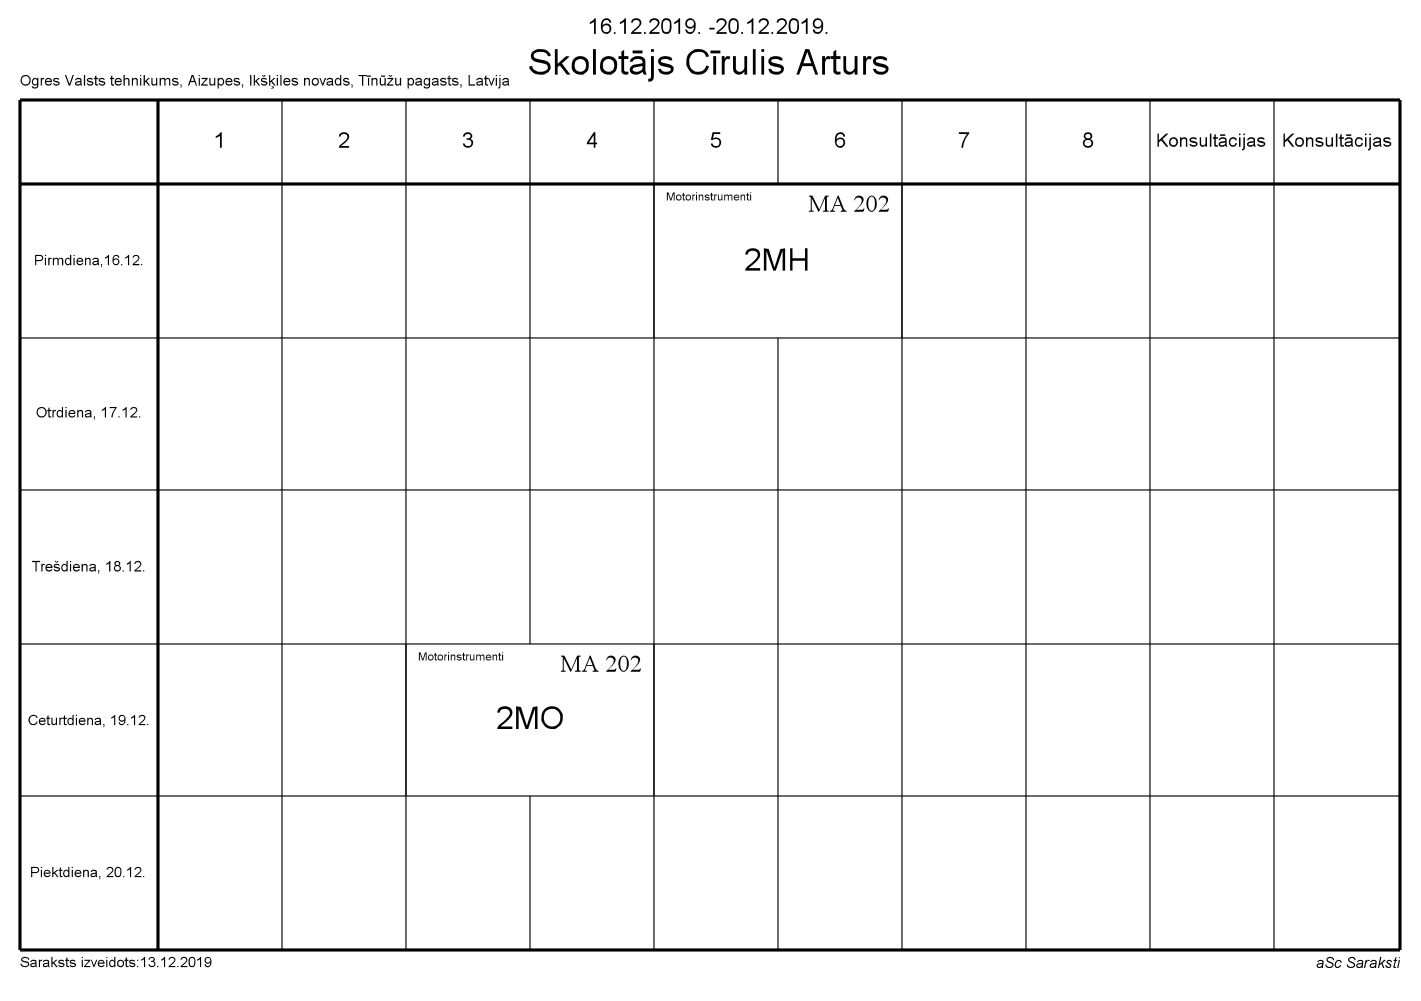 16.12.2019. -20.12.2019.
Skolotājs Cīrulis Arturs
Ogres Valsts tehnikums, Aizupes, Ikšķiles novads, Tīnūžu pagasts, Latvija
1 2 3 4 5 6 7 8 Konsultācijas Konsultācijas
Motorinstrumenti MA 202
Pirmdiena,16.12. 2MH
Otrdiena, 17.12.
Trešdiena, 18.12.
Motorinstrumenti MA 202
Ceturtdiena, 19.12. 2MO
Piektdiena, 20.12.
Saraksts izveidots:13.12.2019 aSc Saraksti